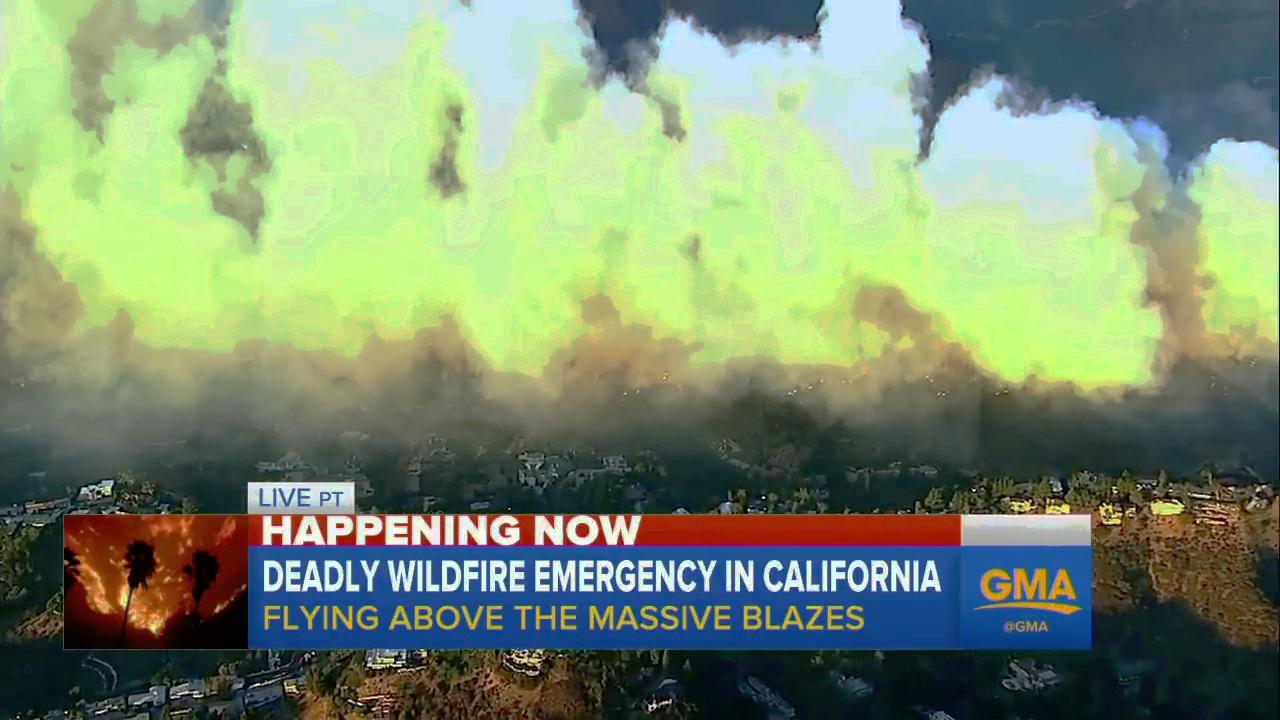 LIVE PT
HAPPENING NOW
DEADLY WILDFIRE EMERGENCY IN CALIFORNIA
FLYING ABOVE THE MASSIVE BLAZES
GMA
@GMA